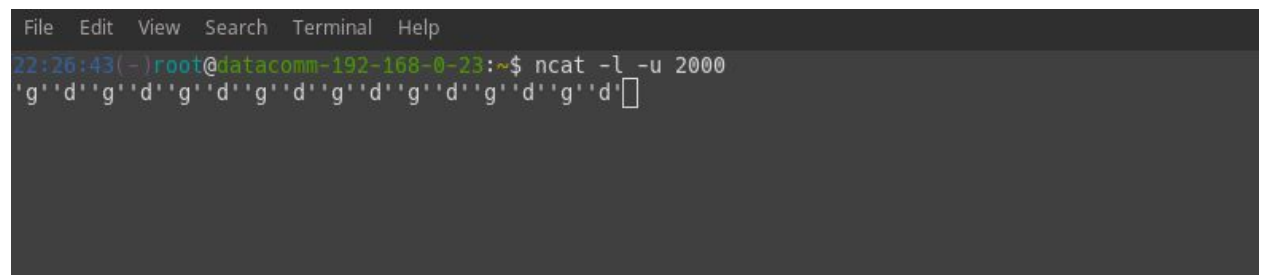 File Edit View Search Terminal Help
22:26:43(-)root@datacomm-192-168-0-23:~$ ncat -l -u 2000
'g''d''g''d''g''d''g''d''g''d''g''d''g''d''g''d'